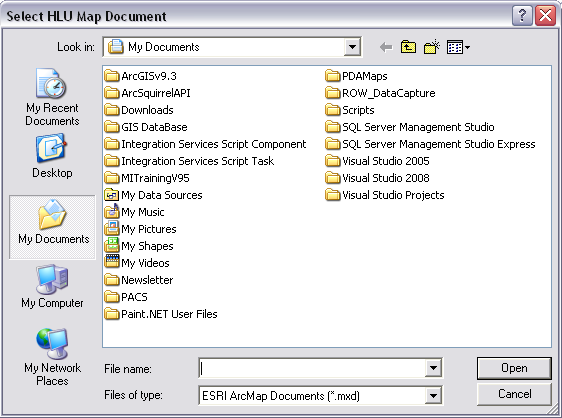 Select HLU Map Document
Look in: My Documents
My Recent
Documents
Desktop
My Documents
My Computer
My Network
Places
ArcGISv9.3
ArcSquirrelAPI
Downloads
GIS DataBase
Integration Services Script Component
Integration Services Script Task
MITrainingV95
My Data Sources
My Music
My Pictures
My Shapes
My Videos
Newsletter
PACS
Paint.NET User Files
PDAMaps
ROW_DataCapture
Scripts
SQL Server Management Studio
SQL Server Management Studio Express
Visual Studio 2005
Visual Studio 2008
Visual Studio Projects
File name:
Open
Files of type: ESRI ArcMap Documents (*.mxd)
Cancel